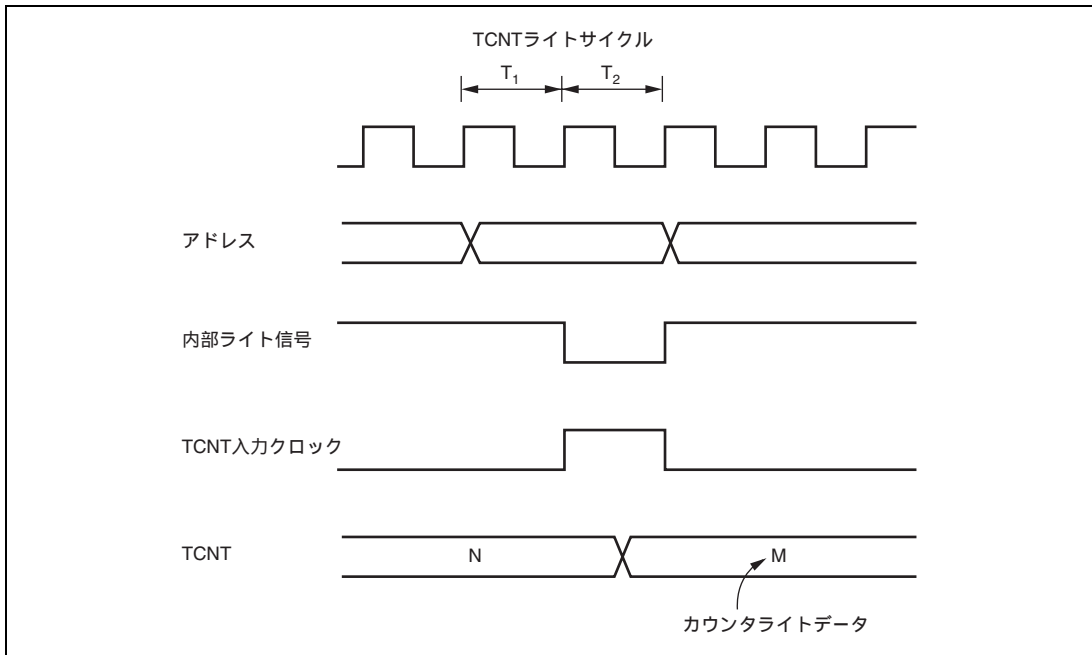 TCNTライトサイクル
T1 T2
アドレス
内部ライト信号
TCNT入力クロック
TCNT N M
カウンタライトデータ